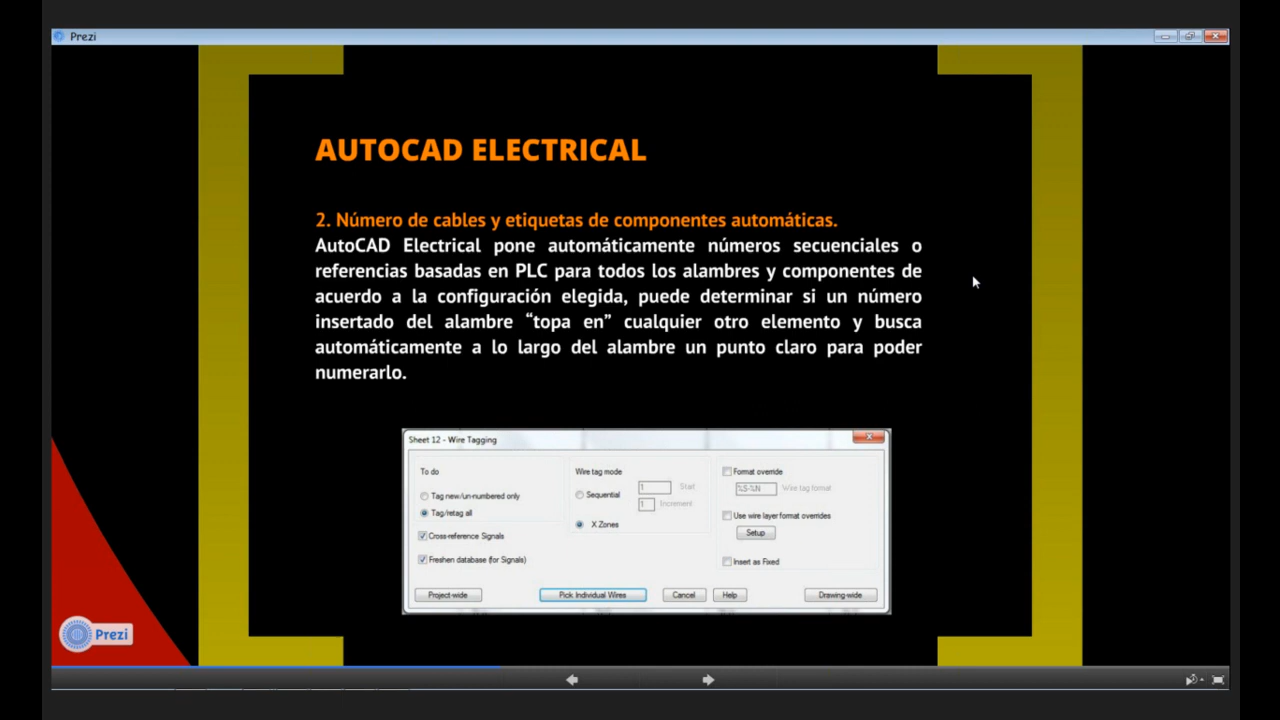 Prezi
AUTOCAD ELECTRICAL
2. Número de cables y etiquetas de componentes automáticas.
AutoCAD Electrical pone automáticamente números secuenciales o
referencias basadas en PLC para todos los alambres y componentes de
acuerdo a la configuración elegida, puede determinar si un número
insertado del alambre “topa en” cualquier otro elemento y busca
automáticamente a lo largo del alambre un punto claro para poder
numerarlo.
Sheet 12 - Wire Tagging
To do
Tag new/un-numbered only
Tag/retag all
Cross-reference Signals
Freshen database (for Signals)
Wire tag mode
Sequential
1 Start
1 Increment
X Zones
Format override
%S-%N Wire tag format
Use wire layer format overrides
Setup
Insert as Fixed
Project-wide Pick Individual Wires Cancel Help Drawing-wide
Prezi